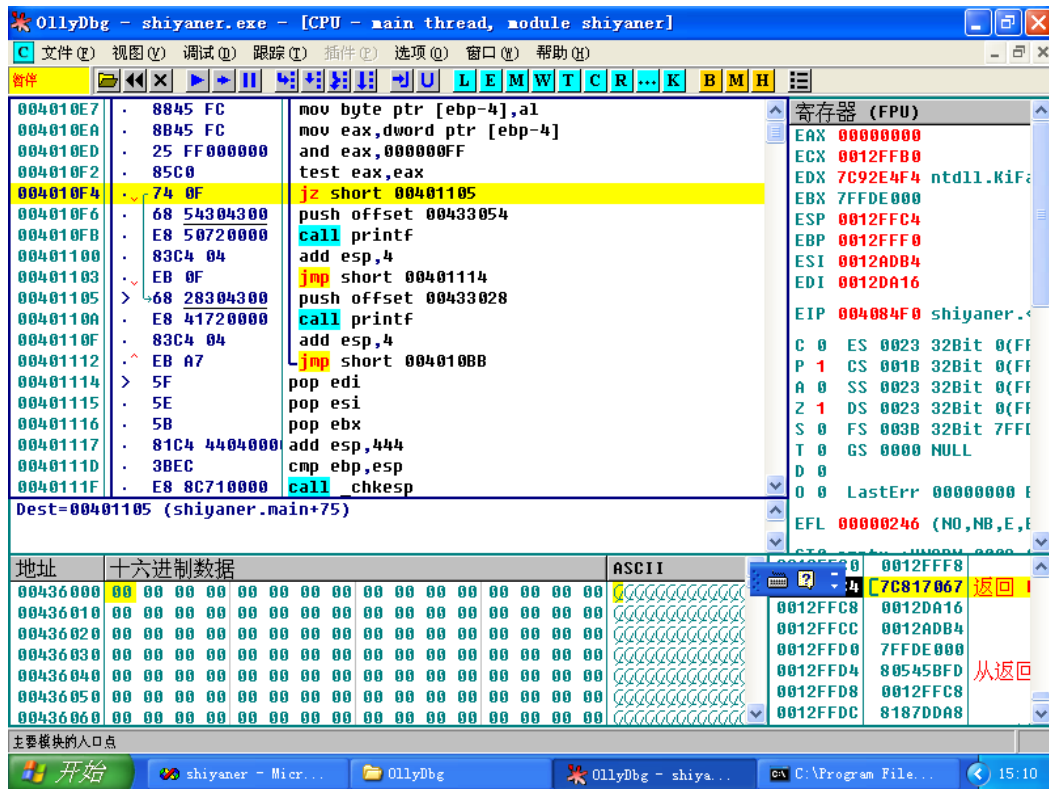 OllyDbg - shiyaner.exe - [CPU - main thread, module shiyaner]
C 文件(F) 视图(V) 调试(D) 跟踪(T) 插件(P) 选项(O) 窗口(W) 帮助(H)
暂停 L E M W T C R ... K B M H
004010E7 . 8845 FC mov byte ptr [ebp-4],al
004010EA . 8B45 FC mov eax,dword ptr [ebp-4]
004010ED . 25 FF000000 and eax,000000FF
004010F2 . 85C0 test eax,eax
004010F4 . 74 0F jz short 00401105
004010F6 . 68 54304300 push offset 00433054
004010FB . E8 50720000 call printf
00401100 . 83C4 04 add esp,4
00401103 . EB 0F jmp short 00401114
00401105 > 68 28304300 push offset 00433028
0040110A . E8 41720000 call printf
0040110F . 83C4 04 add esp,4
00401112 .^ EB A7 jmp short 004010BB
00401114 > 5F pop edi
00401115 . 5E pop esi
00401116 . 5B pop ebx
00401117 . 81C4 4404000 add esp,444
0040111D . 3BEC cmp ebp,esp
0040111F . E8 8C710000 call _chkesp
Dest=00401105 (shiyaner.main+75)
寄存器 (FPU)
EAX 00000000
ECX 0012FFB0
EDX 7C92E4F4 ntdll.KiFa
EBX 7FFDE000
ESP 0012FFC4
EBP 0012FFF0
ESI 0012ADB4
EDI 0012DA16
EIP 004084F0 shiyaner.<
C 0 ES 0023 32Bit 0(FF
P 1 CS 001B 32Bit 0(FF
A 0 SS 0023 32Bit 0(FF
Z 1 DS 0023 32Bit 0(FF
S 0 FS 003B 32Bit 7FFD
T 0 GS 0000 NULL
D 0
O 0 LastErr 00000000 E
EFL 00000246 (NO,NB,E,B
地址 十六进制数据 ASCII
00436000 00 00 00 00 00 00 00 00 00 00 00 00 00 00 00 00
00436010 00 00 00 00 00 00 00 00 00 00 00 00 00 00 00 00
00436020 00 00 00 00 00 00 00 00 00 00 00 00 00 00 00 00
00436030 00 00 00 00 00 00 00 00 00 00 00 00 00 00 00 00
00436040 00 00 00 00 00 00 00 00 00 00 00 00 00 00 00 00
00436050 00 00 00 00 00 00 00 00 00 00 00 00 00 00 00 00
00436060 00 00 00 00 00 00 00 00 00 00 00 00 00 00 00 00
0012FFF8
4 7C817067 返回
0012FFC8 0012DA16
0012FFCC 0012ADB4
0012FFD0 7FFDE000
0012FFD4 80545BFD 从返回
0012FFD8 0012FFC8
0012FFDC 8187DDA8
主要模块的入口点
开始 shiyaner - Micr... OllyDbg OllyDbg - shiya... C:\Program File... 15:10